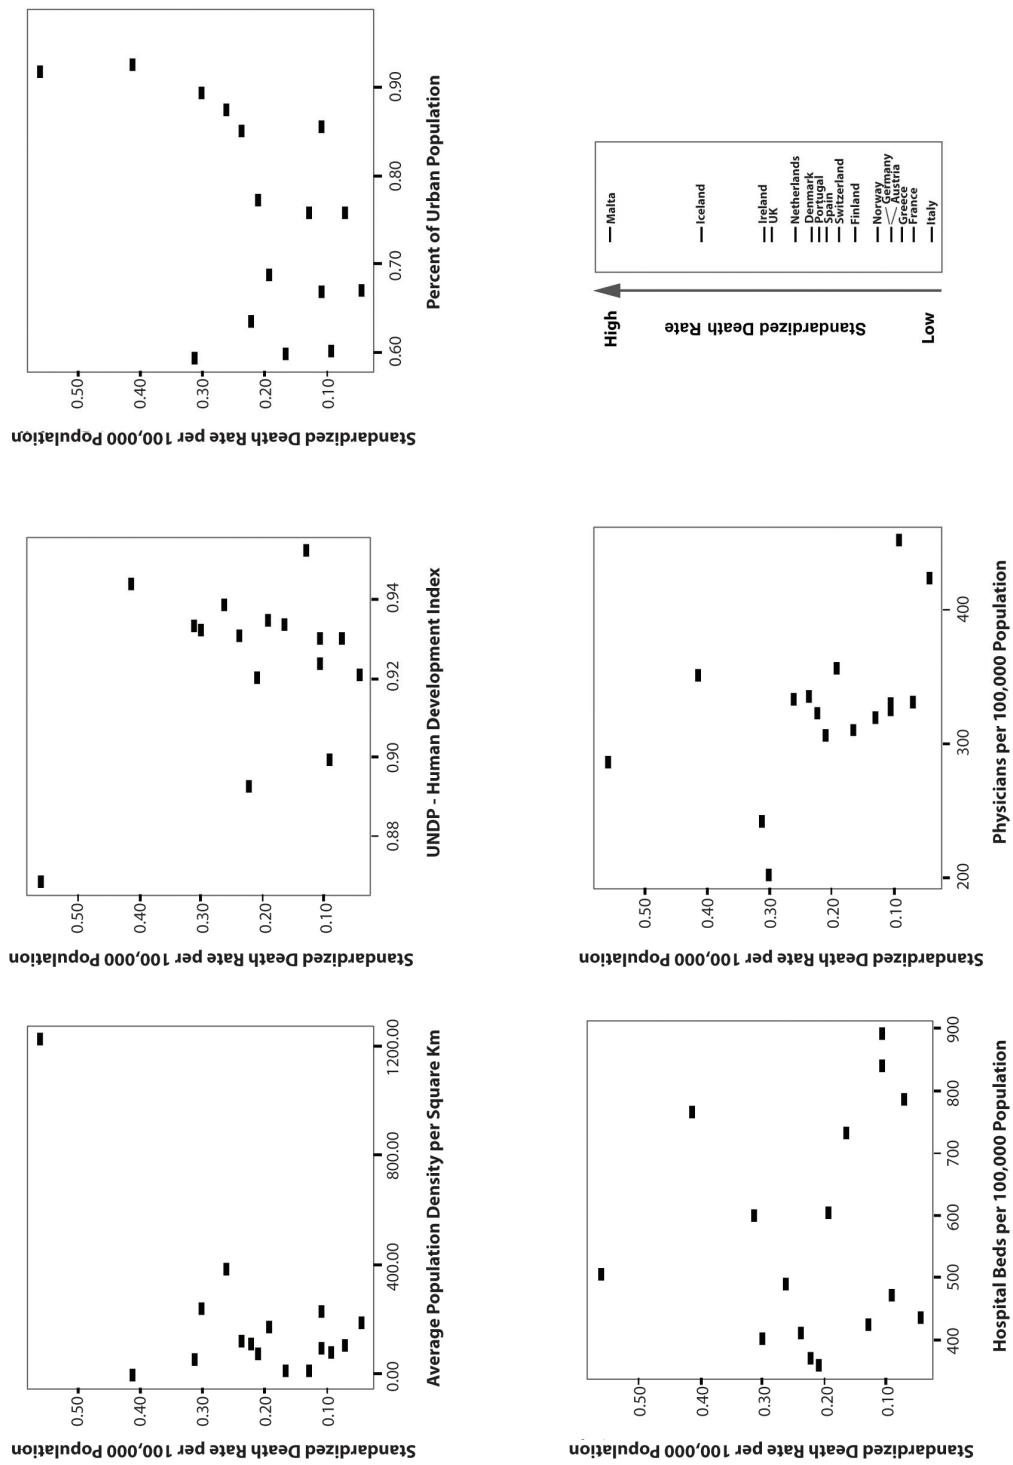 Standardized Death Rate per 100,000 Population
0.50
0.40
0.30
0.20
0.10
0.00
400.00
800.00
1200.00
Average Population Density per Square Km
Standardized Death Rate per 100,000 Population
0.50
0.40
0.30
0.20
0.10
0.88
0.90
0.92
0.94
UNDP - Human Development Index
Standardized Death Rate per 100,000 Population
0.50
0.40
0.30
0.20
0.10
0.60
0.70
0.80
0.90
Percent of Urban Population
Standardized Death Rate per 100,000 Population
0.50
0.40
0.30
0.20
0.10
400
500
600
700
800
900
Hospital Beds per 100,000 Population
Standardized Death Rate per 100,000 Population
0.50
0.40
0.30
0.20
0.10
200
300
400
Physicians per 100,000 Population
High
Standardized Death Rate
Low
Malta
Iceland
Ireland
UK
Netherlands
Denmark
Portugal
Spain
Switzerland
Finland
Norway
Germany
Austria
Greece
France
Italy